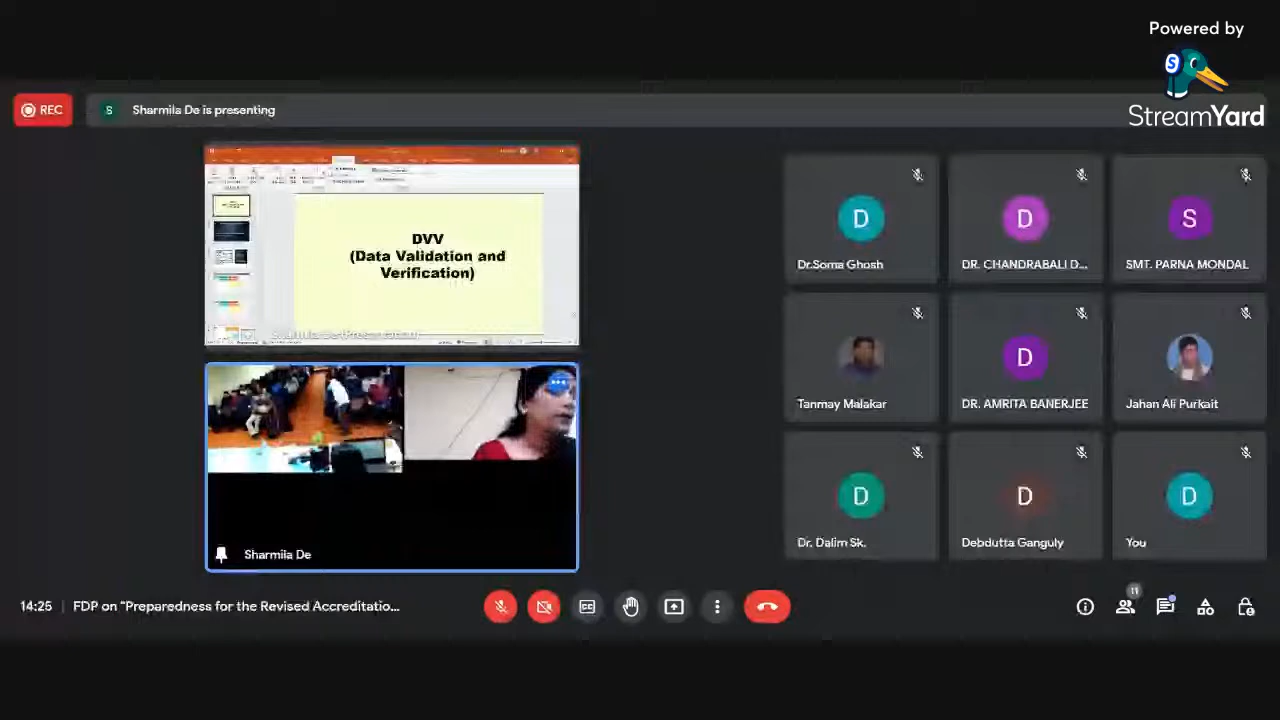 Powered by
StreamYard
REC
S
Sharmila De is presenting
DVV
(Data Validation and
Verification)
D
Dr.Soma Ghosh
D
DR. CHANDRABALI D...
S
SMT. PARNA MONDAL
Tanmay Malakar
D
DR. AMRITA BANERJEE
Jahan Ali Purkait
D
Dr. Dalim Sk.
D
Debdutta Ganguly
D
You
Sharmila De
14:25
FDP on "Preparedness for the Revised Accreditatio...
11